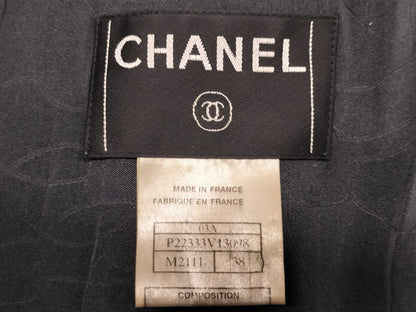 CHANEL
MADE IN FRANCE
FABRIQUE EN FRANCE
03A
P22333V13098
M2111 38
COMPOSITION